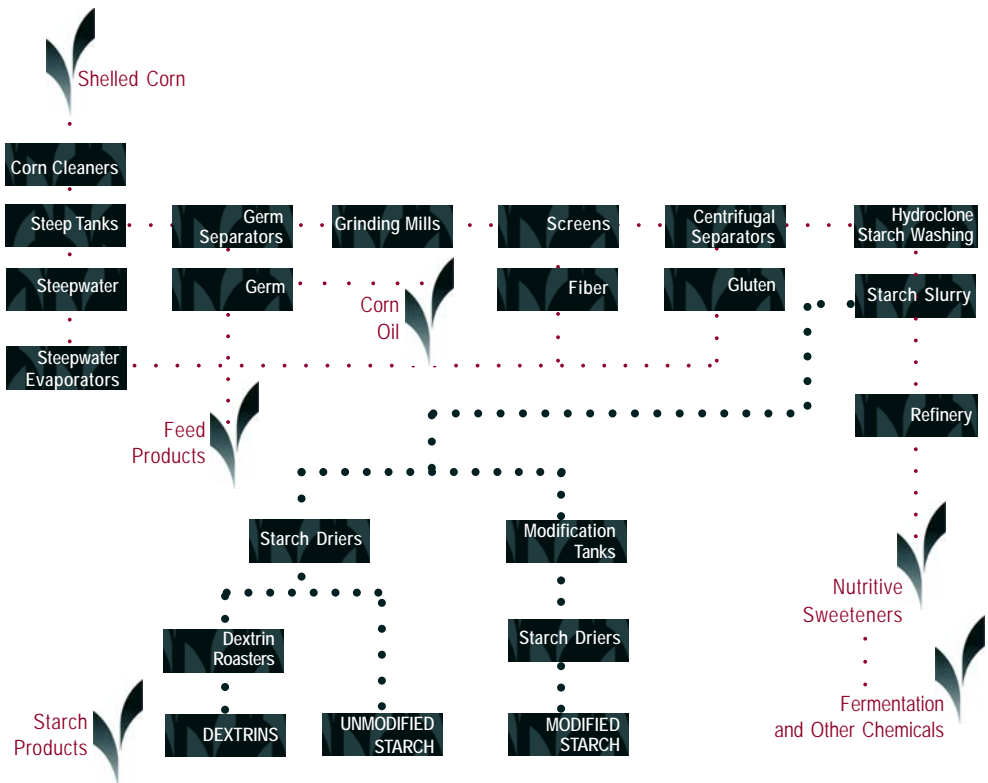 Shelled Corn
Corn Cleaners
Steep Tanks
Germ
Separators
Grinding Mills
Screens
Centrifugal
Separators
Hydroclone
Starch Washing
Steepwater
Germ
Corn
Oil
Fiber
Gluten
Starch Slurry
Steepwater
Evaporators
Feed
Products
Refinery
Starch Driers
Modification
Tanks
Nutritive
Sweeteners
Dextrin
Roasters
Starch Driers
Fermentation
and Other Chemicals
Starch
Products
DEXTRINS
UNMODIFIED
STARCH
MODIFIED
STARCH